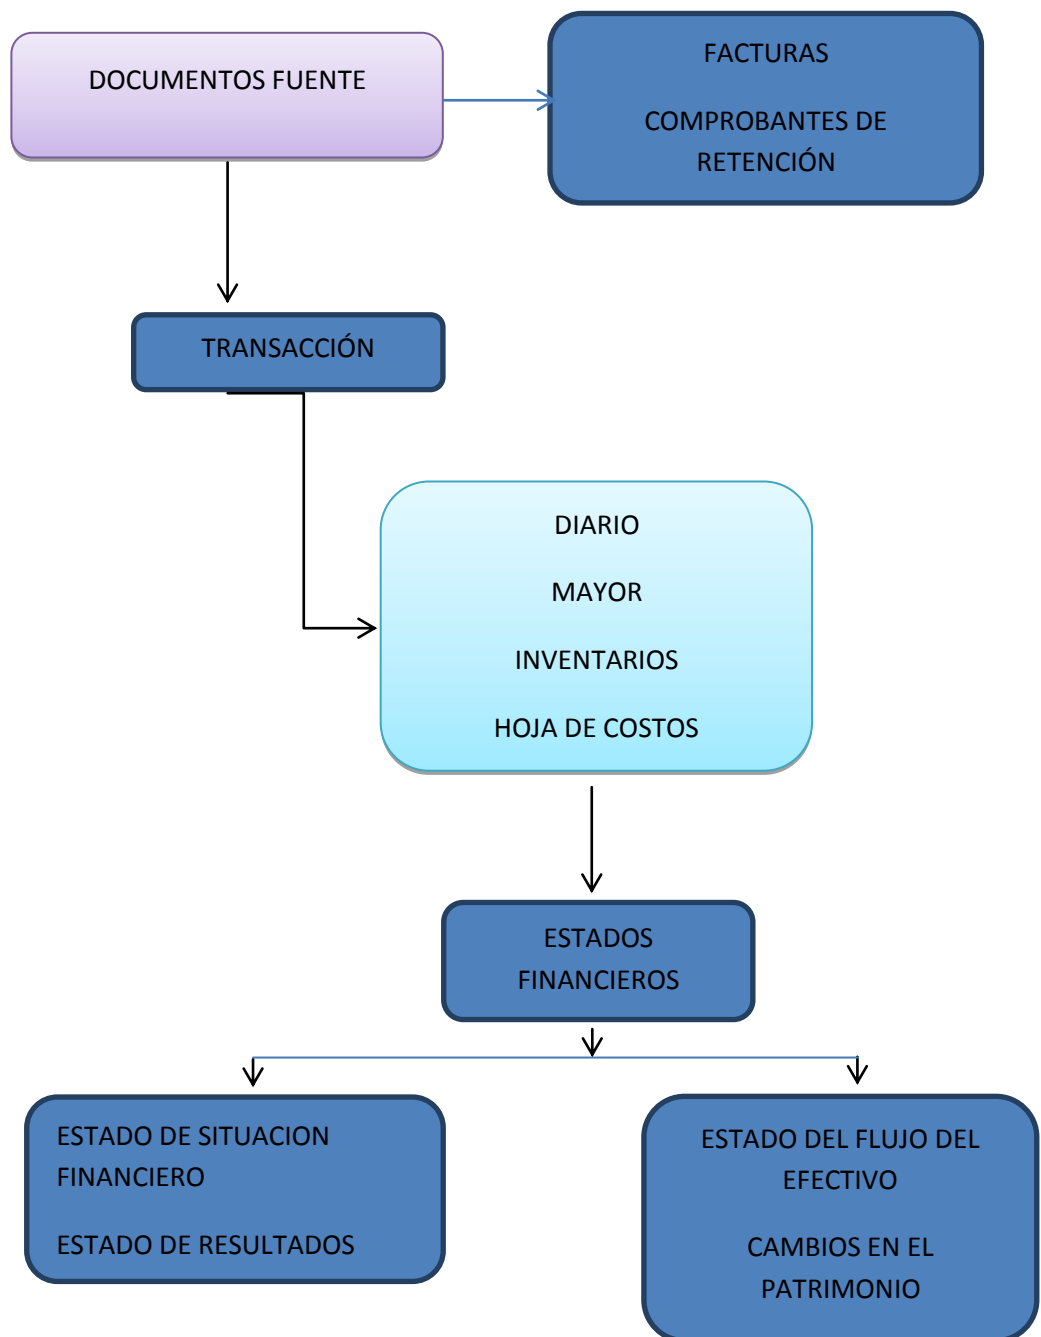 DOCUMENTOS FUENTE
FACTURAS
COMPROBANTES DE
RETENCIÓN
TRANSACCIÓN
DIARIO
MAYOR
INVENTARIOS
HOJA DE COSTOS
ESTADOS
FINANCIEROS
ESTADO DE SITUACION
FINANCIERO
ESTADO DE RESULTADOS
ESTADO DEL FLUJO DEL
EFECTIVO
CAMBIOS EN EL
PATRIMONIO